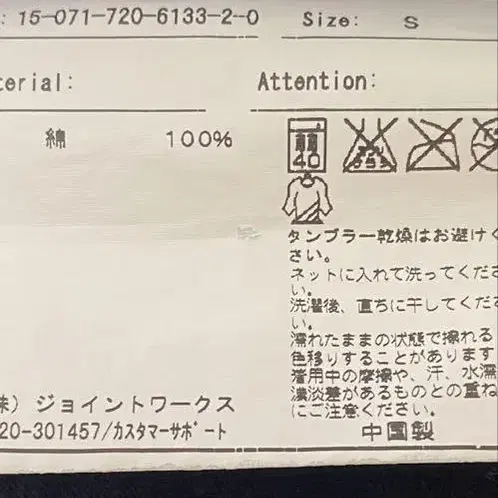 : 15-071-720-6133-2-0
Size: S
erial:
Attention:
綿 100%
40
タンブラー乾燥はお避けく
さい。
ネットに入れて洗ってくださ
い。
洗濯後、直ちに干してくださ
い。
濡れたままの状態で擦れる
色移りすることがあります
着用中の摩擦や、汗、水濡
濃淡差があるものとの重ね
にご注意ください。
株）ジョイントワークス
20-301457/カスタマーサポート
中国製